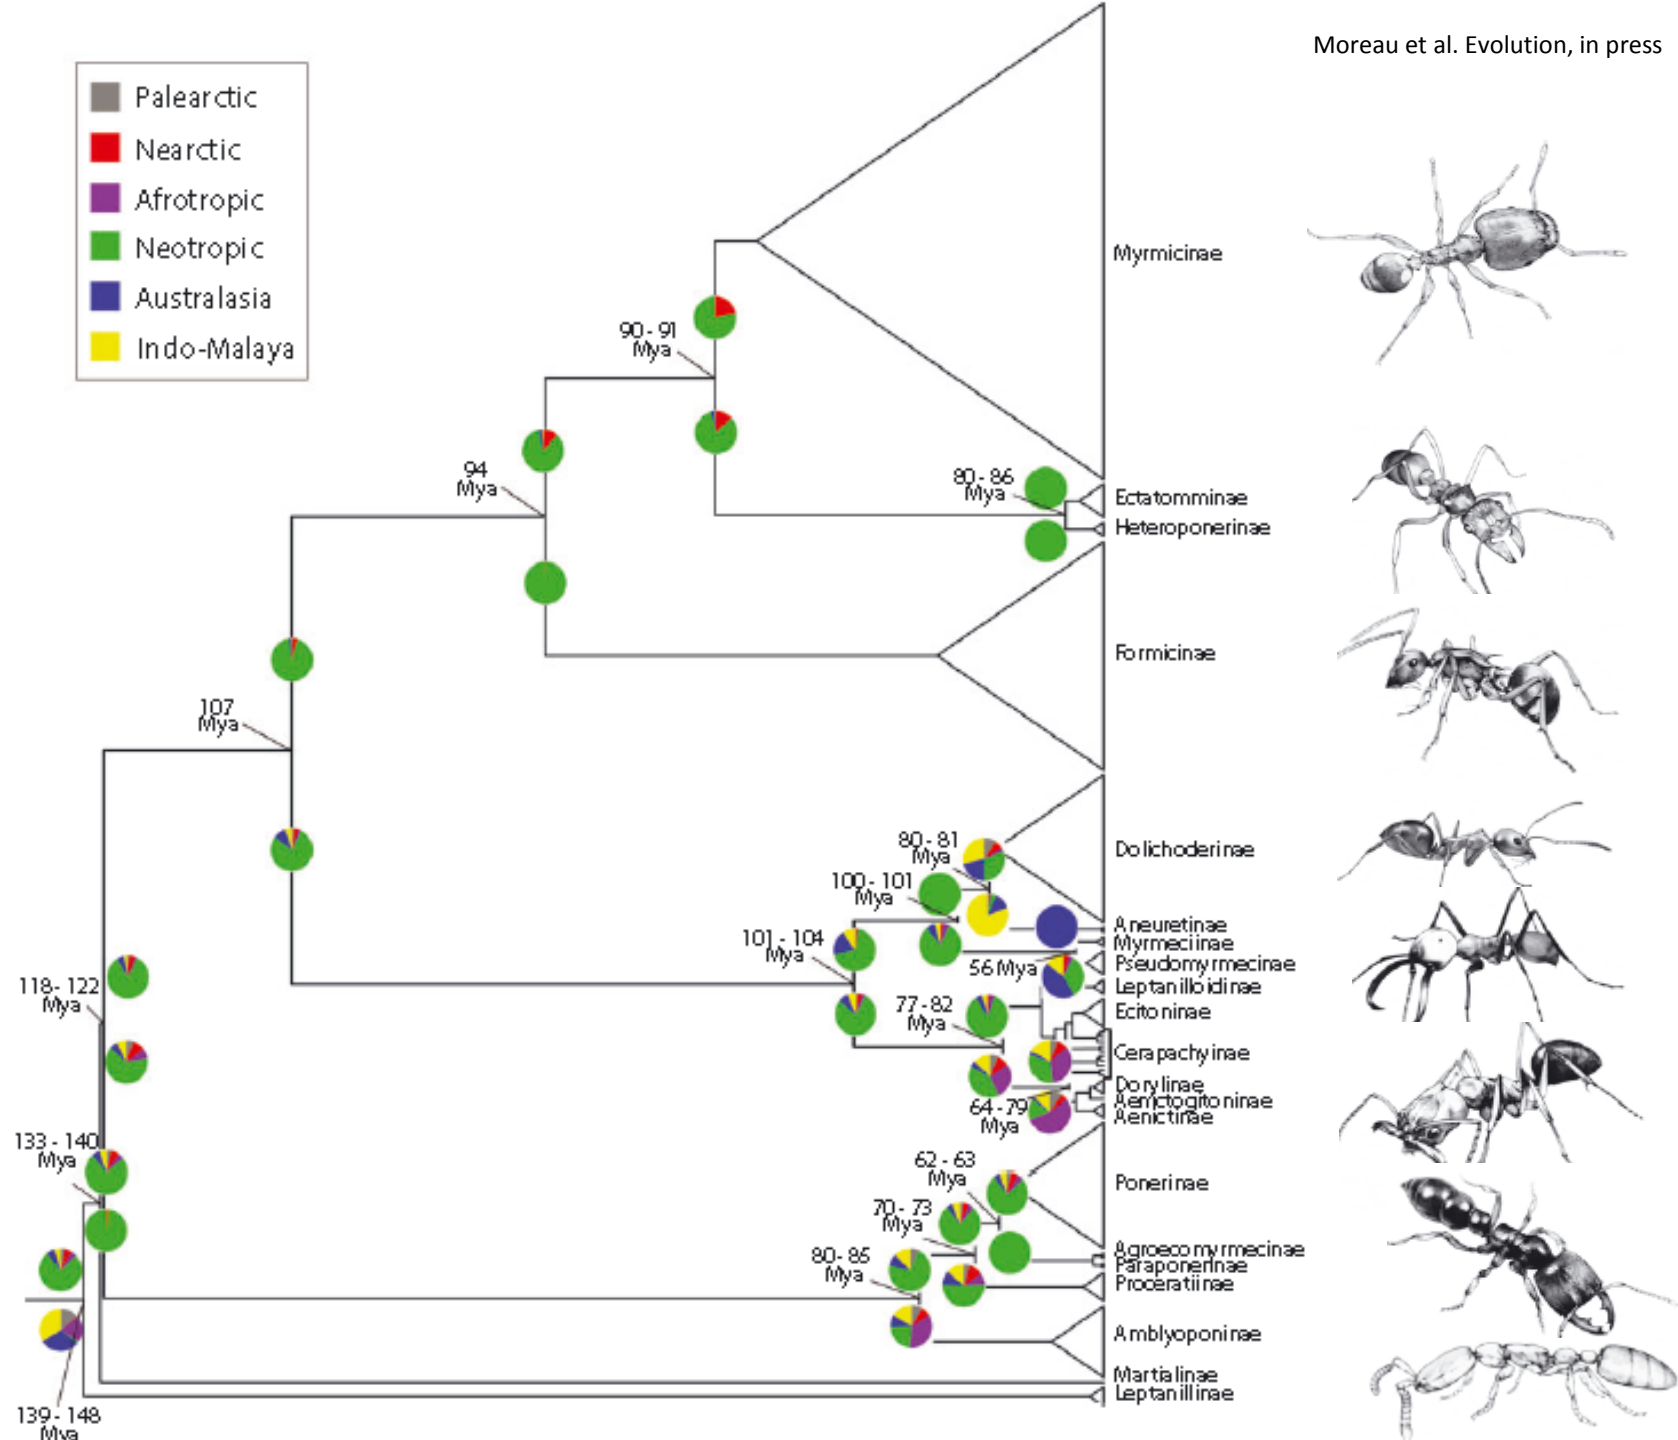 Moreau et al. Evolution, in press
Palearctic
Nearctic
Afrotropic
Neotropic
Australasia
Indo-Malaya
Myrmicinae
90 - 91
Mya
94
Mya
80 - 86
Mya
Ectatomminae
Heteroponerinae
Formicinae
107
Mya
80 - 81
Mya
Dolichoderinae
100 - 101
Mya
Aneuretinae
101 - 104
Mya
Myrmeciinae
56 Mya
Pseudomyrmecinae
118 - 122
Mya
Leptanilloidinae
77 - 82
Mya
Ecitoninae
Cerapachyinae
Dorylinae
Aenictogitoninae
64 - 79
Mya
Aenictinae
133 - 140
Mya
62 - 63
Mya
Ponerinae
70 - 73
Mya
80 - 85
Mya
Agroecomyrmecinae
Paraponerinae
Proceratiinae
Amblyoponinae
Martialinae
Leptanillinae
139 - 148
Mya